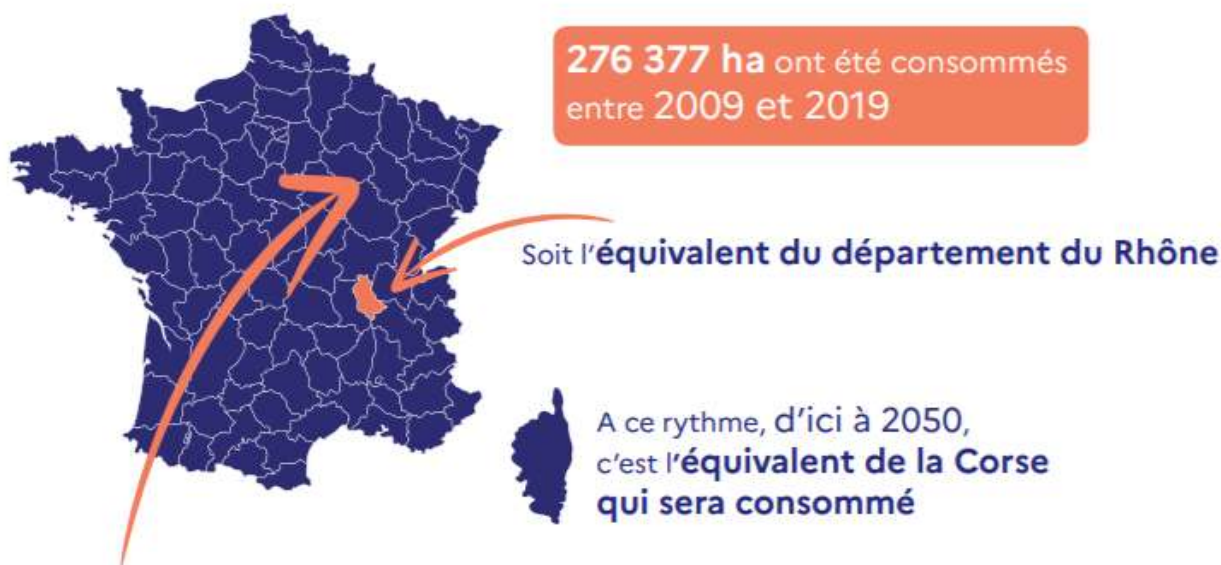 276 377 ha ont été consommés
entre 2009 et 2019
Soit l'équivalent du département du Rhône
A ce rythme, d'ici à 2050,
c'est l'équivalent de la Corse
qui sera consommé